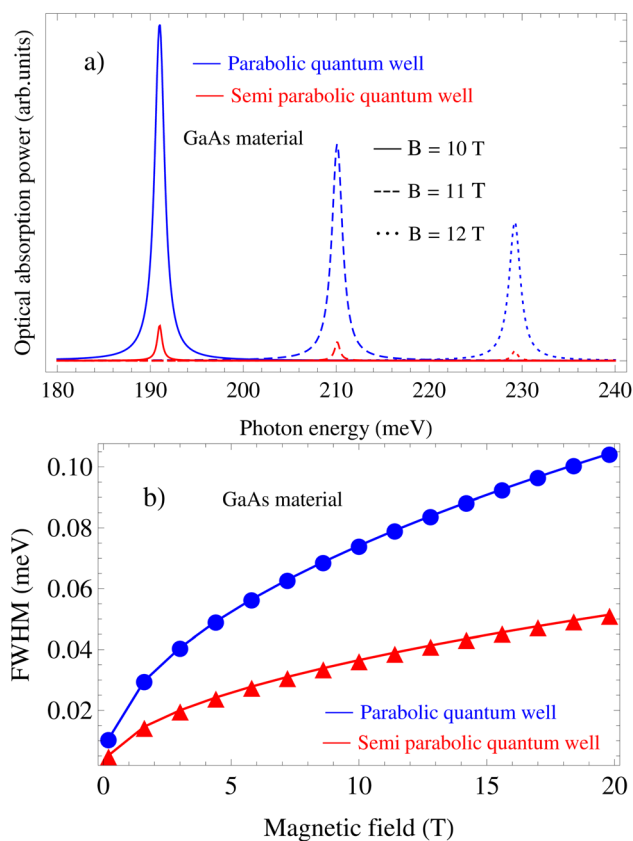 a)
Parabolic quantum well
Semi parabolic quantum well
GaAs material
B = 10 T
B = 11 T
B = 12 T
Optical absorption power (arb.units)
180 190 200 210 220 230 240
Photon energy (meV)
b)
GaAs material
0.10
0.08
0.06
0.04
0.02
FWHM (meV)
Parabolic quantum well
Semi parabolic quantum well
0 5 10 15 20
Magnetic field (T)